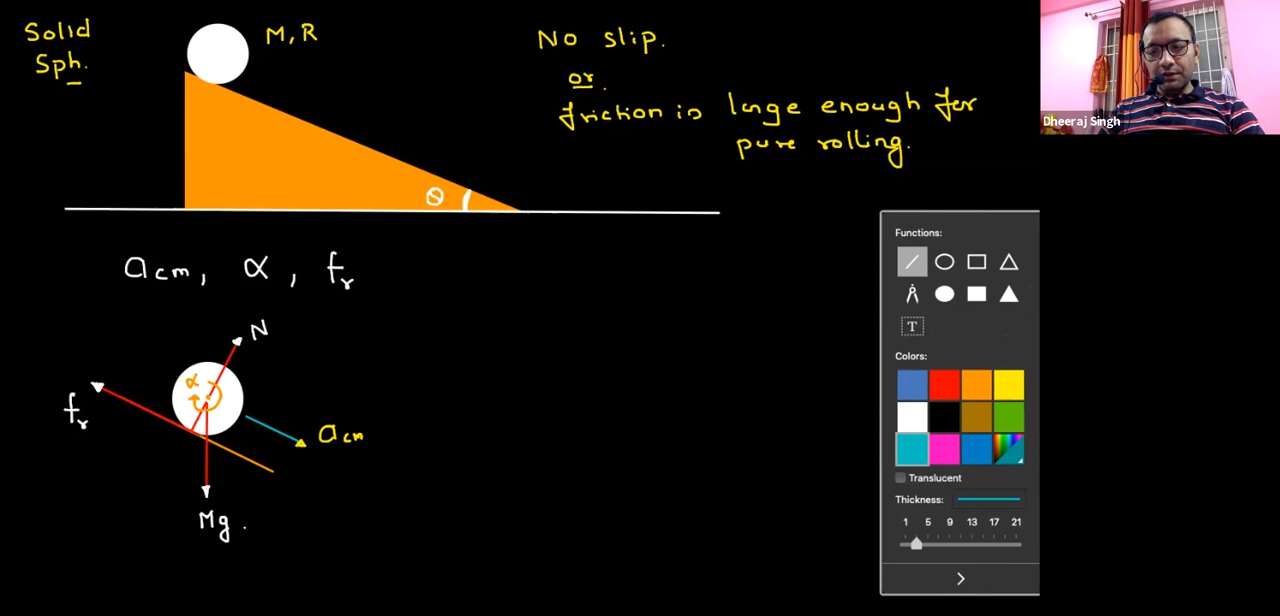 Solid
Sph.
M, R
No slip.
or.
friction is large enough for
pure rolling.
Dheeraj Singh
θ
acm, α, fr
N
α
fr
acm
Mg.
Functions:
T
Colors:
Translucent
Thickness:
1 5 9 13 17 21